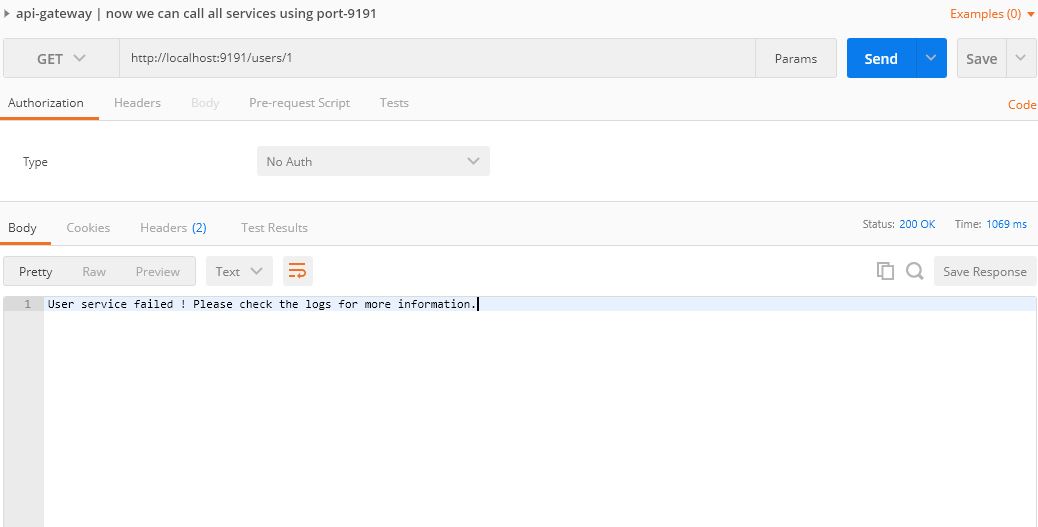 api-gateway | now we can call all services using port-9191
Examples (0)
GET
http://localhost:9191/users/1
Params
Send
Save
Authorization
Headers
Body
Pre-request Script
Tests
Code
Type
No Auth
Body
Cookies
Headers (2)
Test Results
Status: 200 OK
Time: 1069 ms
Pretty
Raw
Preview
Text
Save Response
1
User service failed ! Please check the logs for more information.